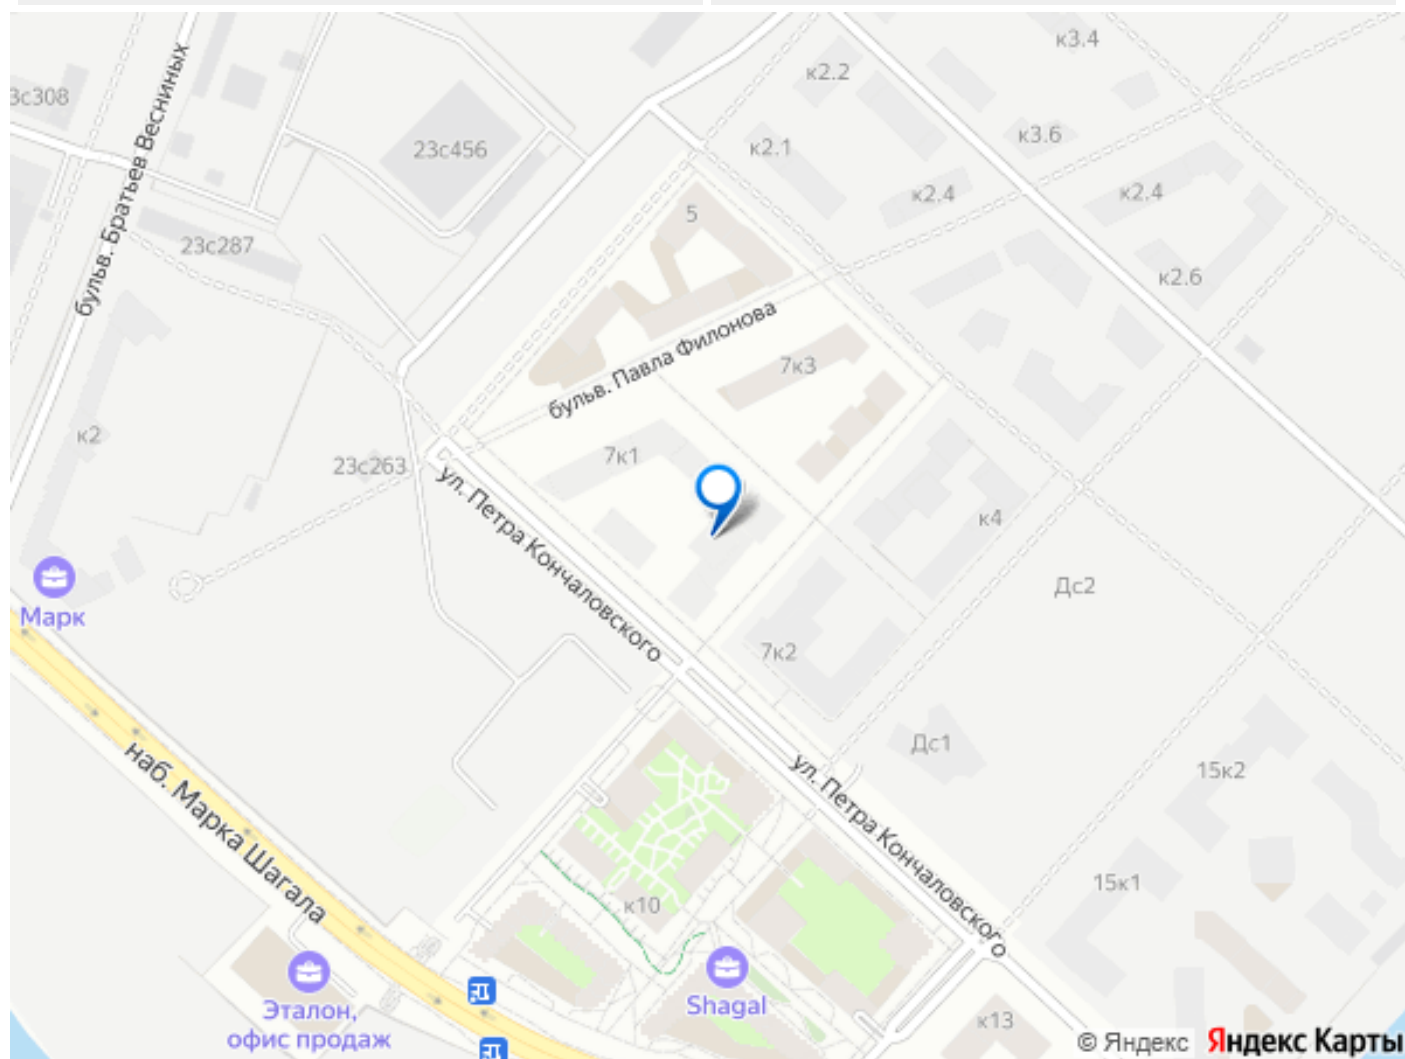 к3.4
к2.2
3с308
бульв. Братьев Весниных
23с456
к2.1
к3.6
к2.4
к2.4
5
23с287
к2.6
бульв. Павла Филонова
7к3
к2
7к1
23с263
ул. Петра Кончаловского
к4
Марк
Дс2
7к2
Дс1
15к2
наб. Марка Шагала
ул. Петра Кончаловского
15к1
к10
Shagal
Эталон,
офис продаж
к13
© Яндекс Яндекс Карты